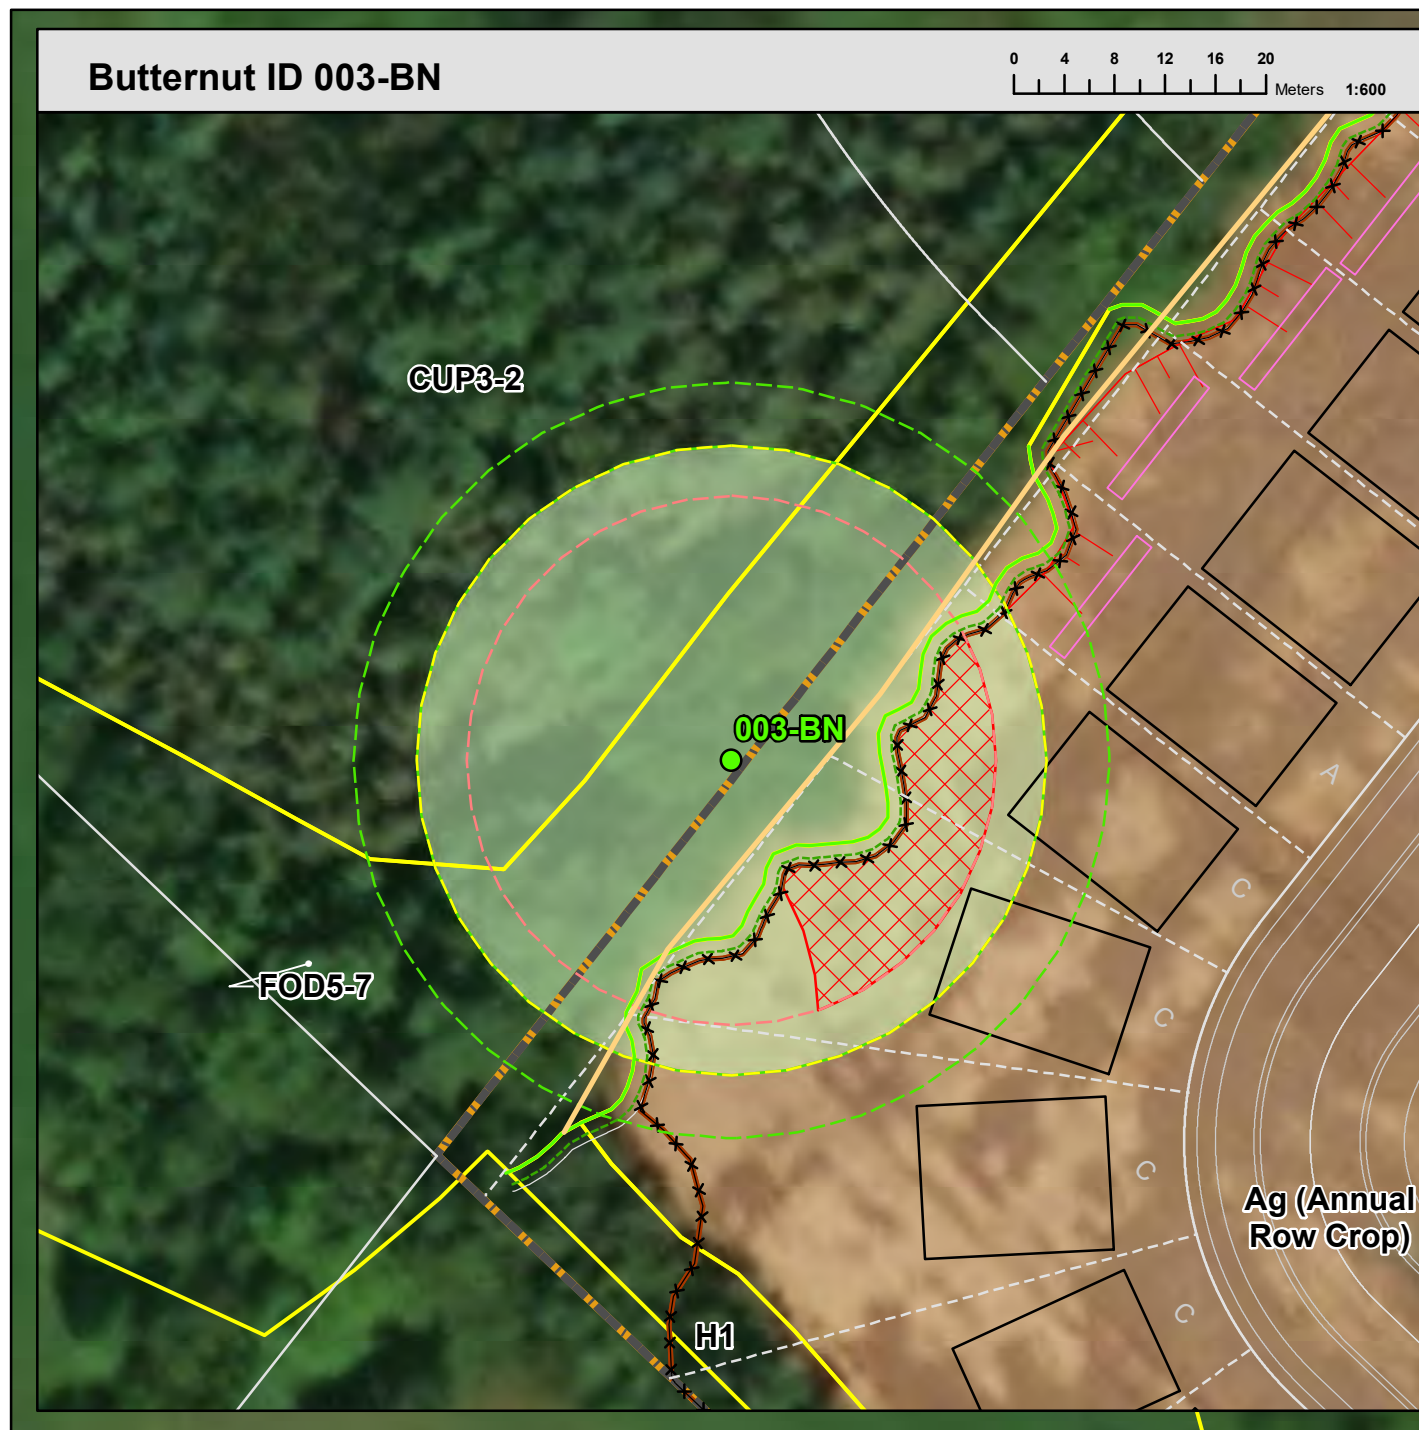 Butternut ID 003-BN
0 4 8 12 16 20
Meters 1:600
CUP3-2
003-BN
A
C
FOD5-7
C
C
Ag (Annual
Row Crop)
C
H1